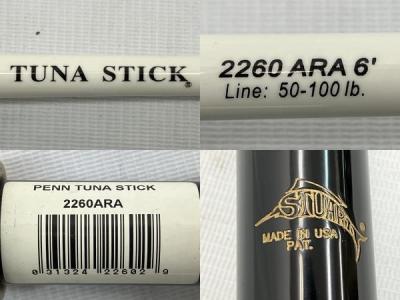 TUNA STICK®
2260 ARA 6'
Line: 50-100 lb.
PENN TUNA STICK
2260ARA
0 31324 22602 9
STUART
MADE IN USA
PAT.